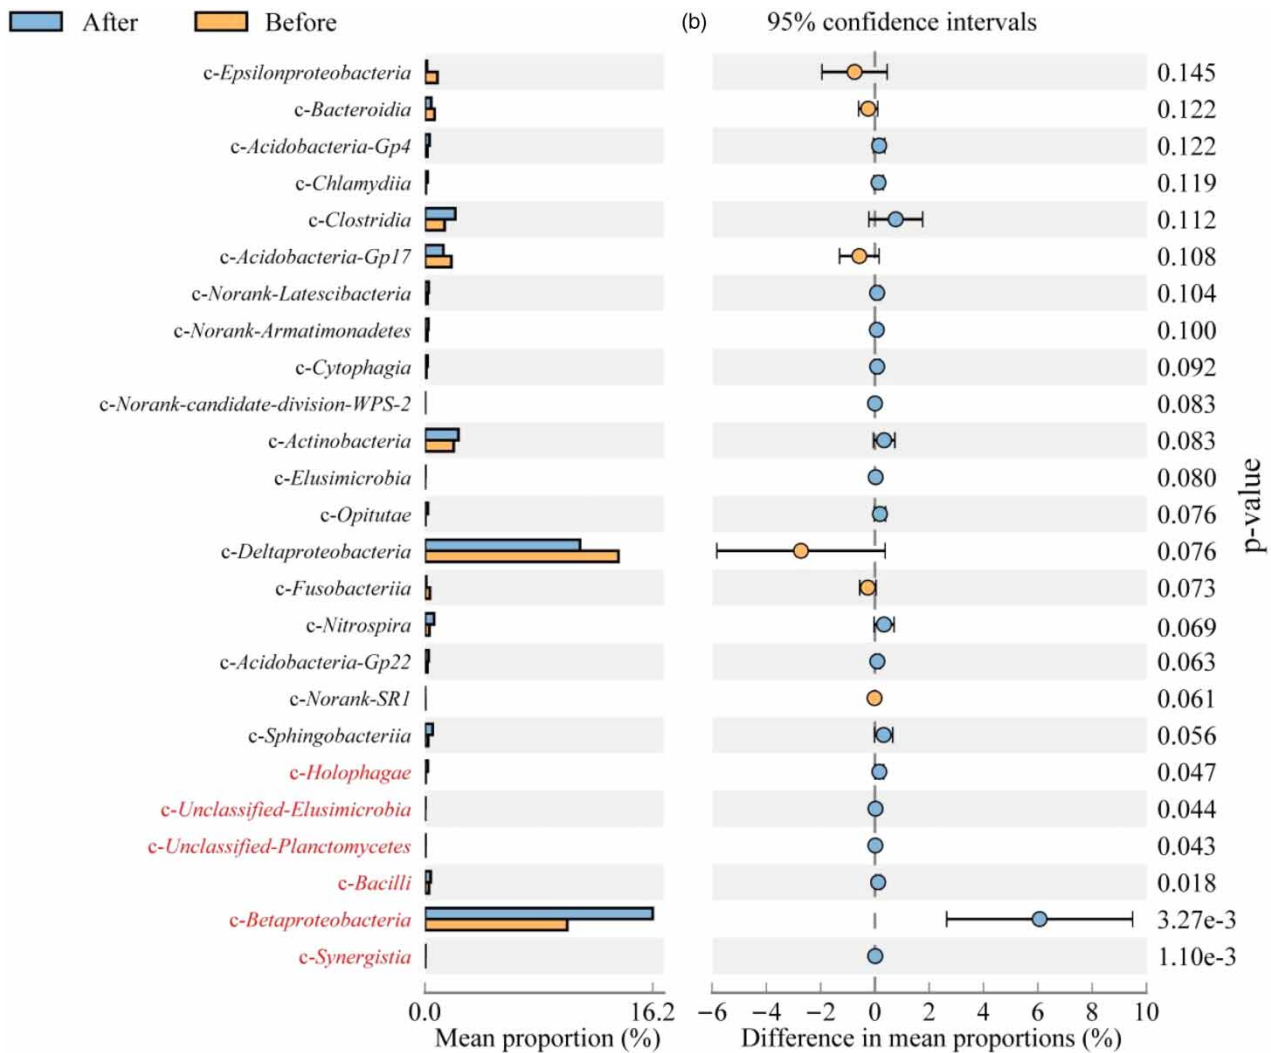 After Before (b) 95% confidence intervals
c-Epsilonproteobacteria 0.145
c-Bacteroidia 0.122
c-Acidobacteria-Gp4 0.122
c-Chlamydiia 0.119
c-Clostridia 0.112
c-Acidobacteria-Gp17 0.108
c-Norank-Latescibacteria 0.104
c-Norank-Armatimonadetes 0.100
c-Cytophagia 0.092
c-Norank-candidate-division-WPS-2 0.083
c-Actinobacteria 0.083
c-Elusimicrobia 0.080
c-Opitutae 0.076
c-Deltaproteobacteria 0.076
c-Fusobacteriia 0.073
c-Nitrospira 0.069
c-Acidobacteria-Gp22 0.063
c-Norank-SR1 0.061
c-Sphingobacteriia 0.056
c-Holophagae 0.047
c-Unclassified-Elusimicrobia 0.044
c-Unclassified-Planctomycetes 0.043
c-Bacilli 0.018
c-Betaproteobacteria 3.27e-3
c-Synergistia 1.10e-3
p-value
0.0 16.2 −6 −4 −2 0 2 4 6 8 10
Mean proportion (%) Difference in mean proportions (%)